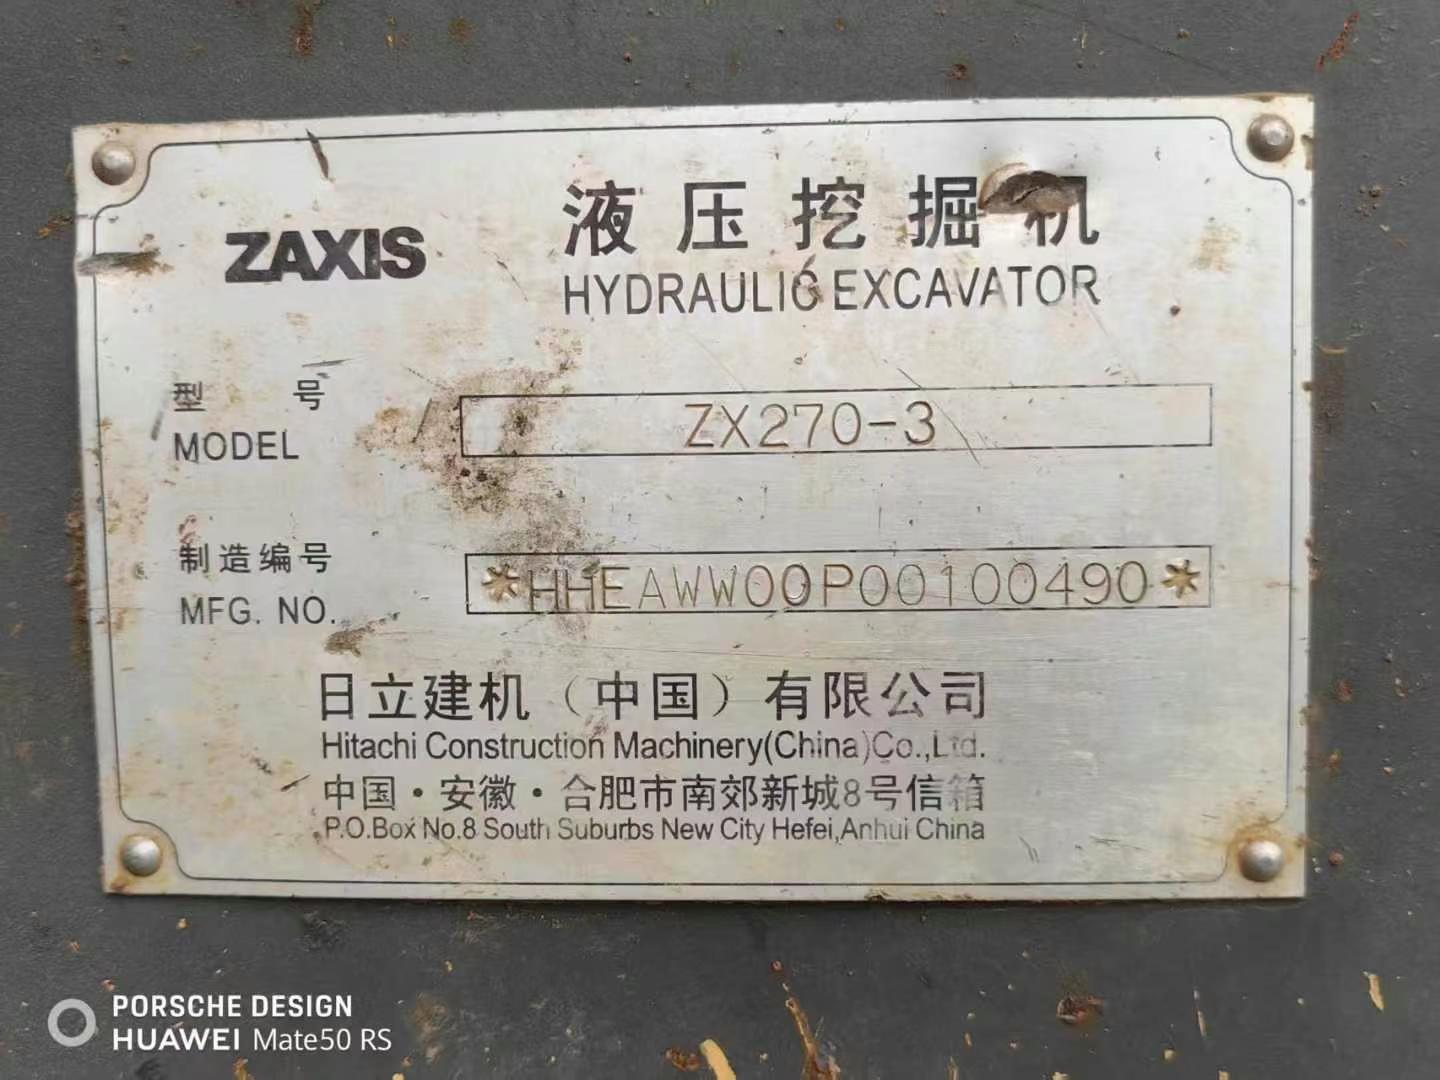 ZAXIS
液压挖掘机
HYDRAULIC EXCAVATOR
型 号
MODEL
ZX270-3
制造编号
MFG. NO.
*HHEAWW00P00100490*
日立建机（中国）有限公司
Hitachi Construction Machinery(China)Co.,Ltd.
中国·安徽·合肥市南郊新城8号信箱
P.O.Box No.8 South Suburbs New City Hefei,Anhui China
PORSCHE DESIGN
HUAWEI Mate50 RS